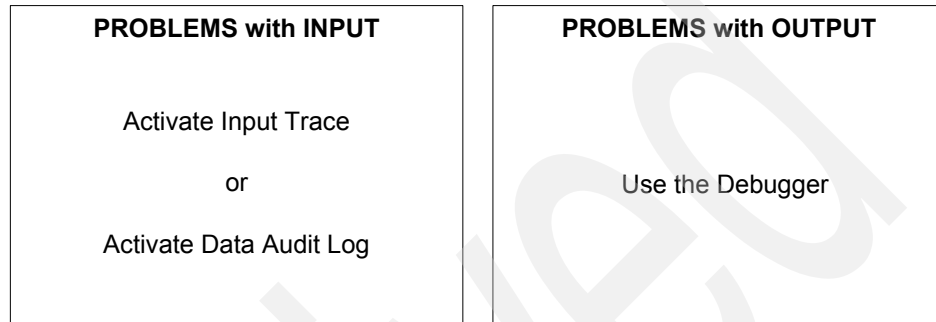 PROBLEMS with INPUT
Activate Input Trace
or
Activate Data Audit Log
PROBLEMS with OUTPUT
Use the Debugger